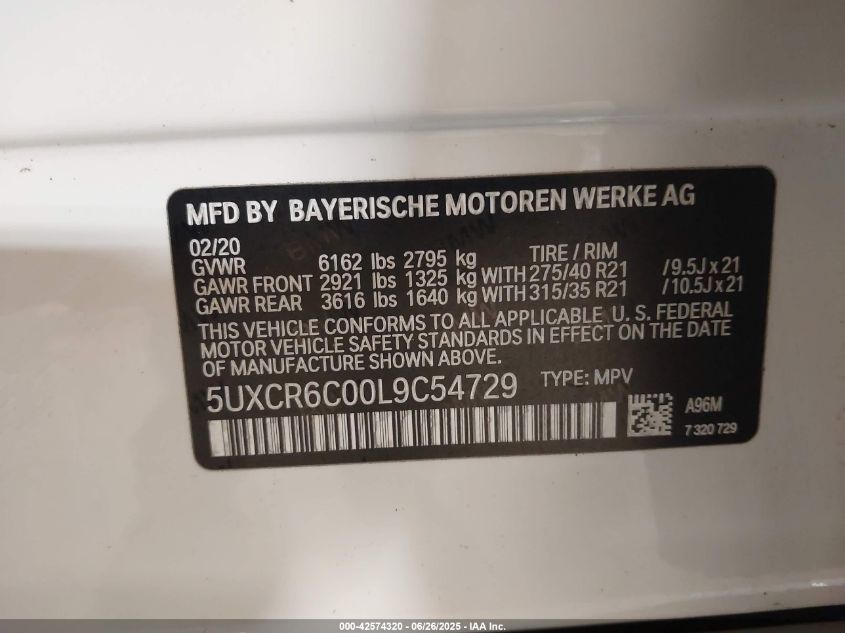 MFD BY BAYERISCHE MOTOREN WERKE AG
02/20 TIRE / RIM
GVWR 6162 lbs 2795 kg
GAWR FRONT 2921 lbs 1325 kg WITH 275/40 R21 / 9.5J x 21
GAWR REAR 3616 lbs 1640 kg WITH 315/35 R21 / 10.5J x 21
THIS VEHICLE CONFORMS TO ALL APPLICABLE U. S. FEDERAL
MOTOR VEHICLE SAFETY STANDARDS IN EFFECT ON THE DATE
OF MANUFACTURE SHOWN ABOVE.
5UXCR6C00L9C54729 TYPE: MPV
A96M
7 320 729
000-42574320 - 06/26/2025 - IAA Inc.